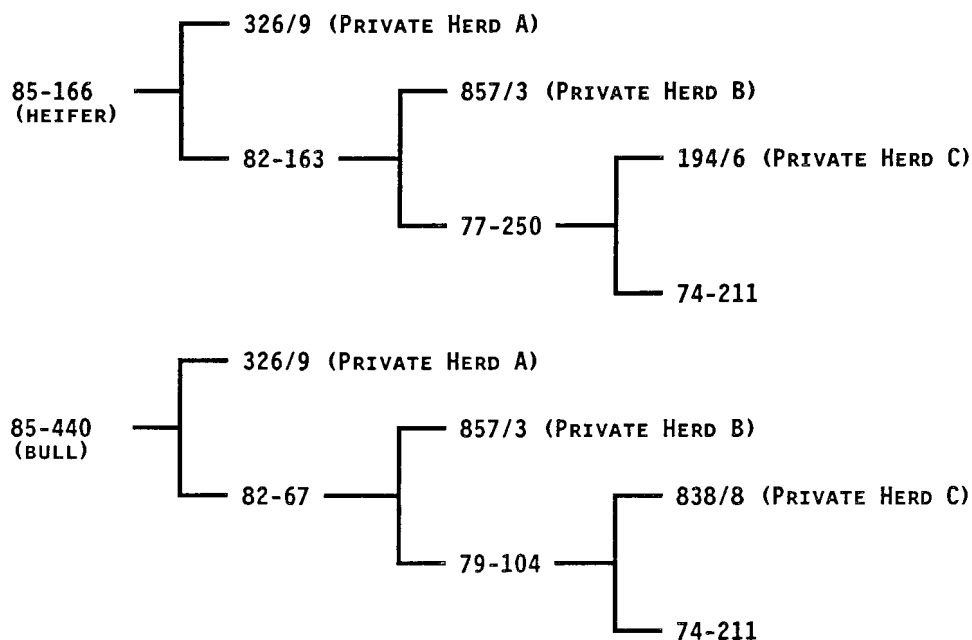 326/9 (PRIVATE HERD A)
85-166
(HEIFER)
857/3 (PRIVATE HERD B)
82-163
194/6 (PRIVATE HERD C)
77-250
74-211
326/9 (PRIVATE HERD A)
85-440
(BULL)
857/3 (PRIVATE HERD B)
82-67
838/8 (PRIVATE HERD C)
79-104
74-211